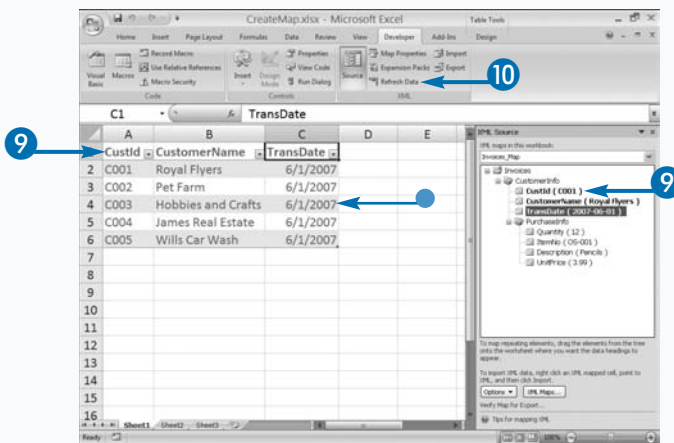 CreateMap.xlsx - Microsoft Excel
Table Tools
Home Insert Page Layout Formulas Data Review View Developer Add-Ins Design
Visual Basic
Macros
Record Macro
Use Relative References
Macro Security
Code
Insert
Design Mode
Properties
View Code
Run Dialog
Controls
Source
Map Properties
Expansion Packs
Refresh Data
Import
Export
XML
10
C1
fx TransDate
9
A B C D E
CustId CustomerName TransDate
2 C001 Royal Flyers 6/1/2007
3 C002 Pet Farm 6/1/2007
4 C003 Hobbies and Crafts 6/1/2007
5 C004 James Real Estate 6/1/2007
6 C005 Wills Car Wash 6/1/2007
7
8
9
10
11
12
13
14
15
16
Sheet1 Sheet2 Sheet3
Ready
100%
XML Source
XML maps in this workbook:
Invoices_Map
Invoices
CustomerInfo
CustId ( C001 )
9
CustomerName ( Royal Flyers )
TransDate ( 2007-06-01 )
PurchaseInfo
Quantity ( 12 )
ItemNo ( OS-001 )
Description ( Pencils )
UnitPrice ( 3.99 )
To map repeating elements, drag the elements from the tree
onto the worksheet where you want the data headings to
appear.
To import XML data, right click an XML mapped cell, point to
XML, and then click Import.
Options
XML Maps...
Verify Map for Export...
Tips for mapping XML